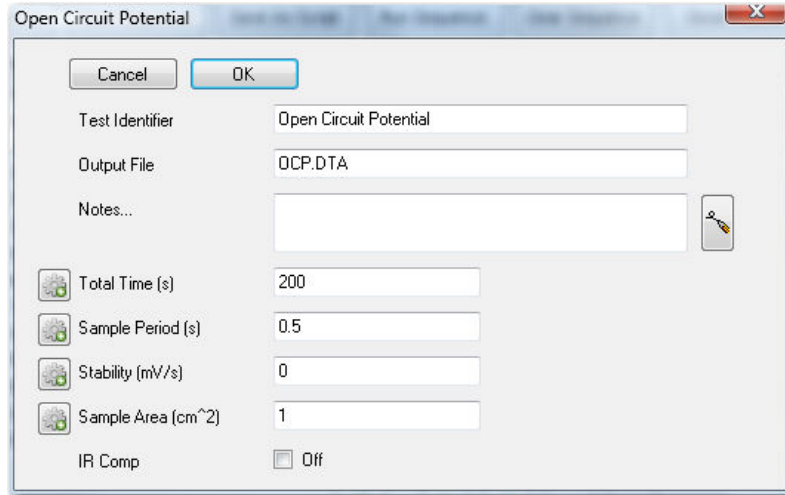 Open Circuit Potential
Cancel OK
Test Identifier Open Circuit Potential
Output File OCP.DTA
Notes...
Total Time (s) 200
Sample Period (s) 0.5
Stability (mV/s) 0
Sample Area (cm^2) 1
IR Comp Off